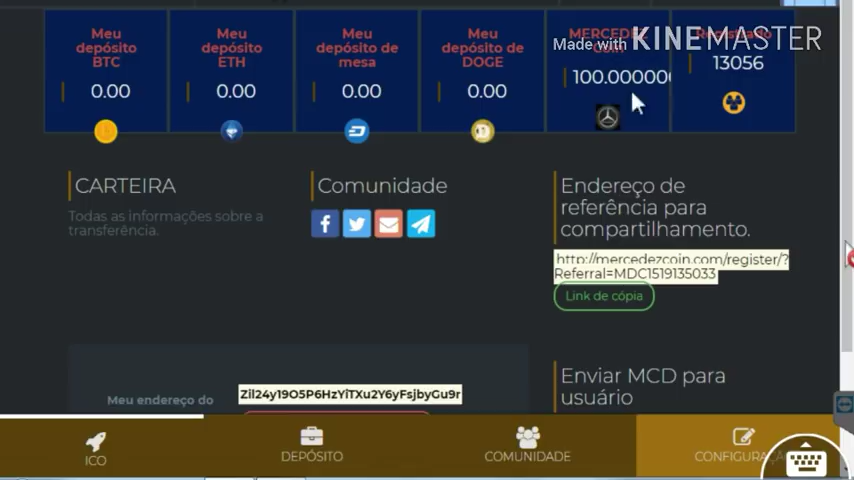 Meu depósito BTC
0.00
Meu depósito ETH
0.00
Meu depósito de mesa
0.00
Meu depósito de DOGE
0.00
MERCEDEZ
100.000000
13056
Made with KINEMASTER
CARTEIRA
Todas as informações sobre a
transferência.
Comunidade
Endereço de
referência para
compartilhamento.
http://mercedezcoin.com/register/?
Referral=MDC1519135033
Link de cópia
Meu endereço do
Zil24y19O5P6HzYiTXu2Y6yFsjbyGu9r
Enviar MCD para
usuário
ICO
DEPÓSITO
COMUNIDADE